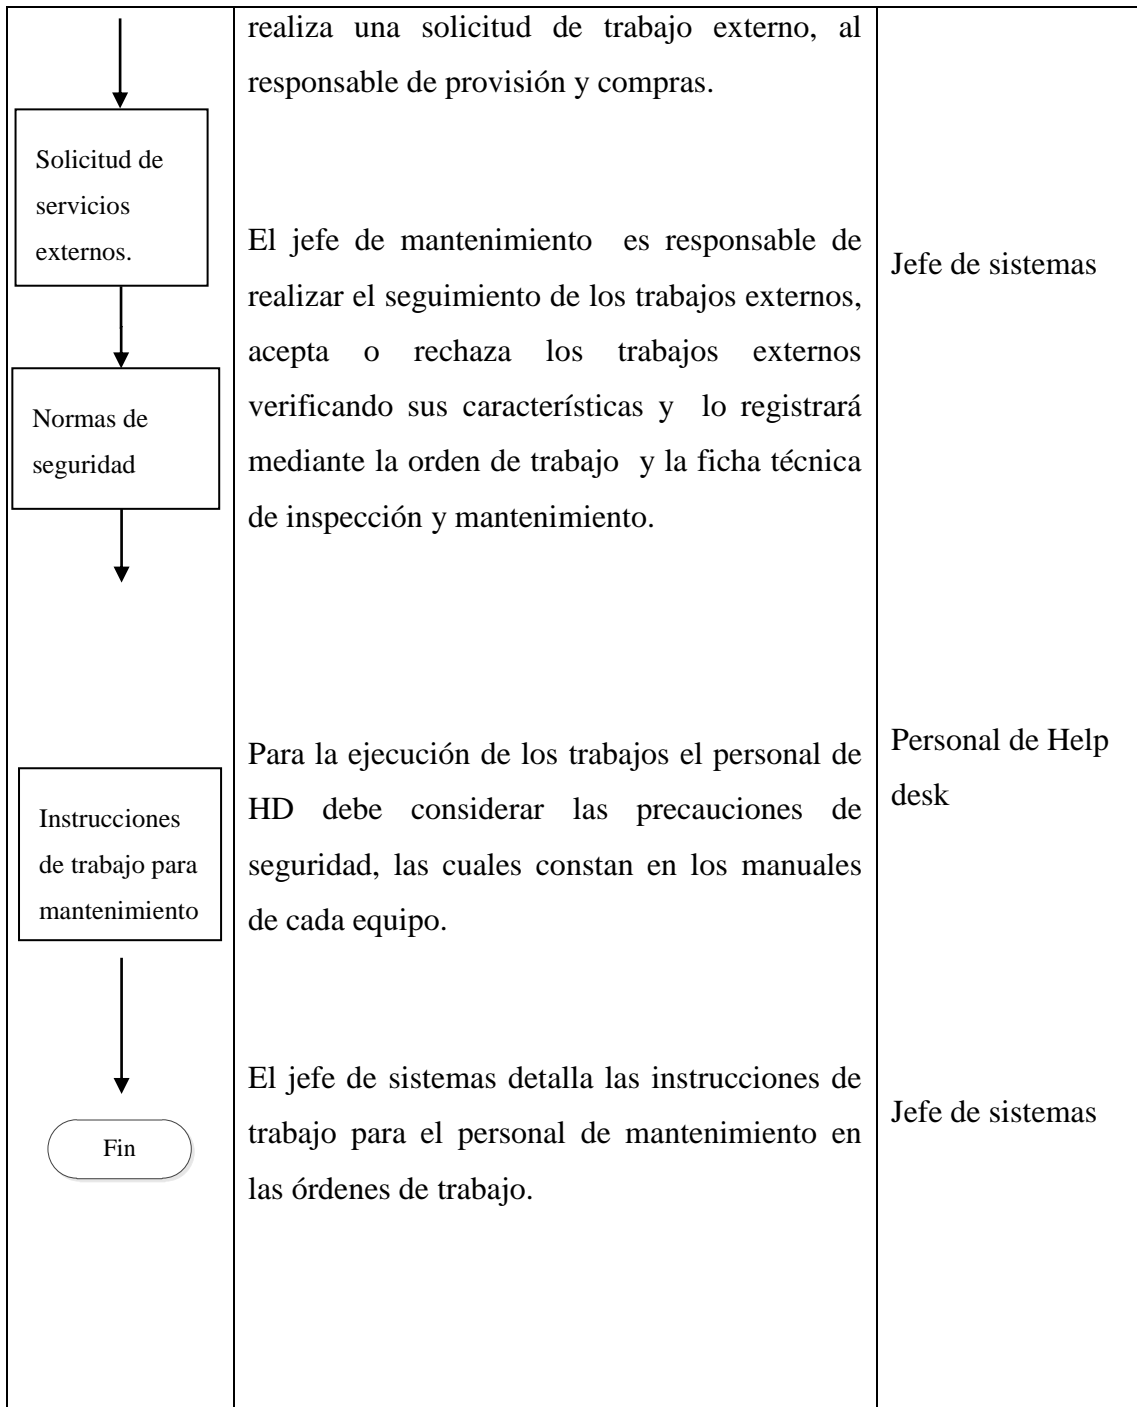 realiza una solicitud de trabajo externo, al
responsable de provisión y compras.
Solicitud de
servicios
externos.
El jefe de mantenimiento es responsable de
realizar el seguimiento de los trabajos externos,
acepta o rechaza los trabajos externos
verificando sus características y lo registrará
mediante la orden de trabajo y la ficha técnica
de inspección y mantenimiento.
Jefe de sistemas
Normas de
seguridad
Para la ejecución de los trabajos el personal de
HD debe considerar las precauciones de
seguridad, las cuales constan en los manuales
de cada equipo.
Personal de Help
desk
Instrucciones
de trabajo para
mantenimiento
El jefe de sistemas detalla las instrucciones de
trabajo para el personal de mantenimiento en
las órdenes de trabajo.
Jefe de sistemas
Fin